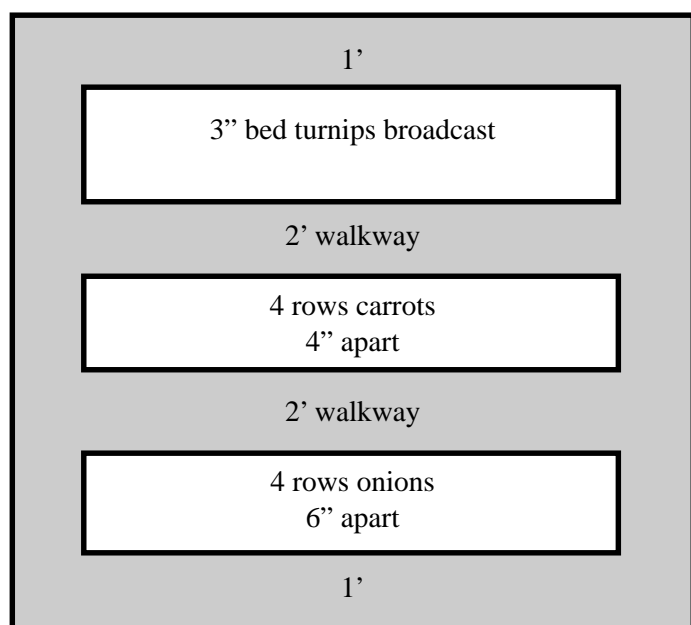 1’
3” bed turnips broadcast
2’ walkway
4 rows carrots
4” apart
2’ walkway
4 rows onions
6” apart
1’